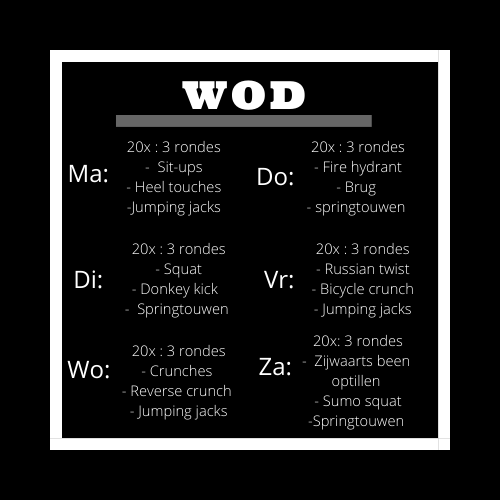 WOD
Ma:
20x : 3 rondes
- Sit-ups
- Heel touches
-Jumping jacks
Di:
20x : 3 rondes
- Squat
- Donkey kick
- Springtouwen
Wo:
20x : 3 rondes
- Crunches
- Reverse crunch
- Jumping jacks
Do:
20x : 3 rondes
- Fire hydrant
- Brug
- springtouwen
Vr:
20x : 3 rondes
- Russian twist
- Bicycle crunch
- Jumping jacks
Za:
20x: 3 rondes
- Zijwaarts been
optillen
- Sumo squat
-Springtouwen